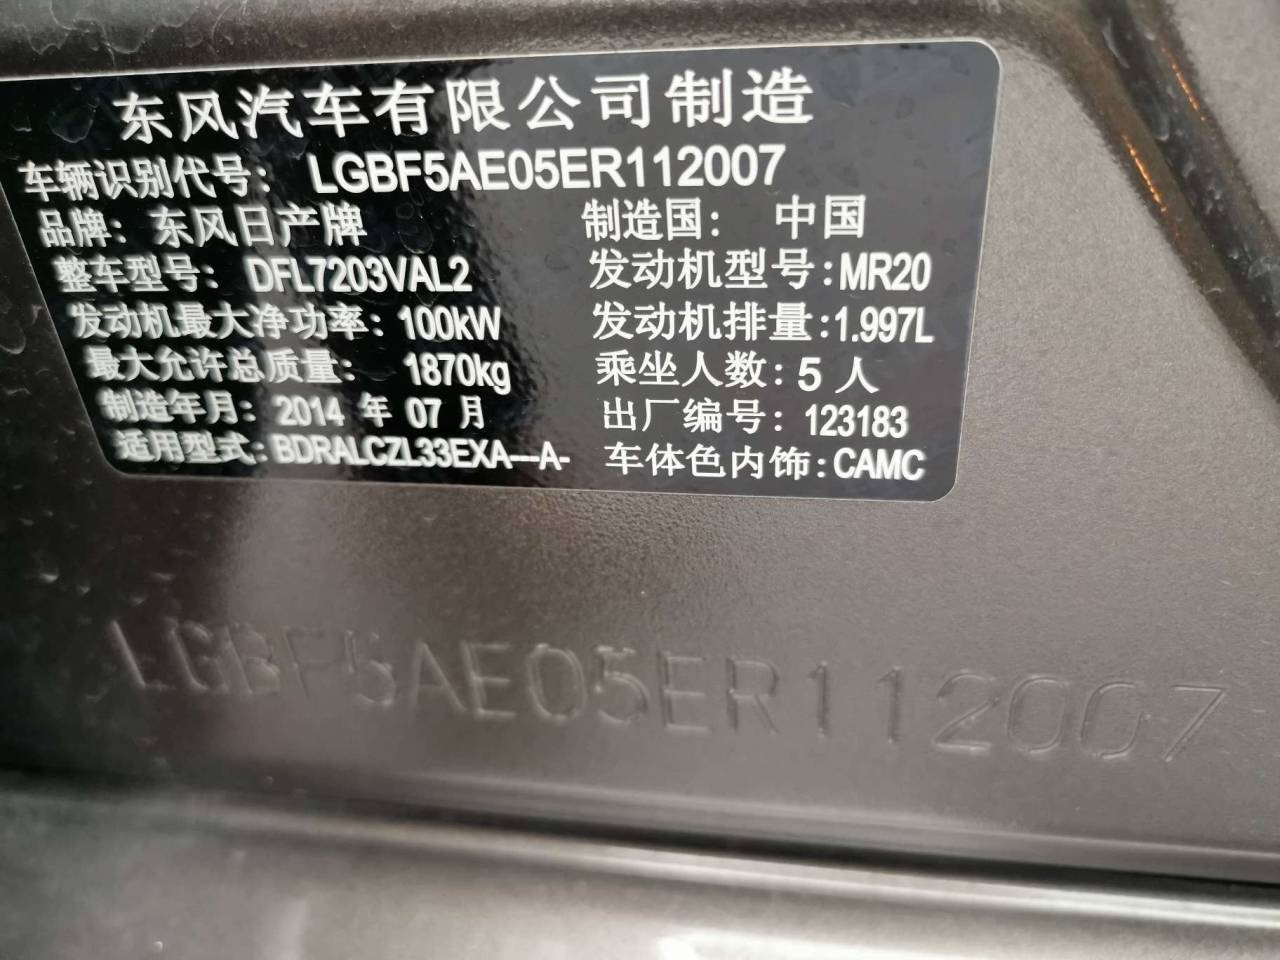 东风汽车有限公司制造
车辆识别代号: LGBF5AE05ER112007
品牌: 东风日产牌 制造国: 中国
整车型号: DFL7203VAL2 发动机型号:MR20
发动机最大净功率: 100kW 发动机排量:1.997L
最大允许总质量: 1870kg 乘坐人数: 5 人
制造年月: 2014 年 07 月 出厂编号: 123183
适用型式: BDRALCZL33EXA---A- 车体色内饰:CAMC
LGBF5AE05ER112007